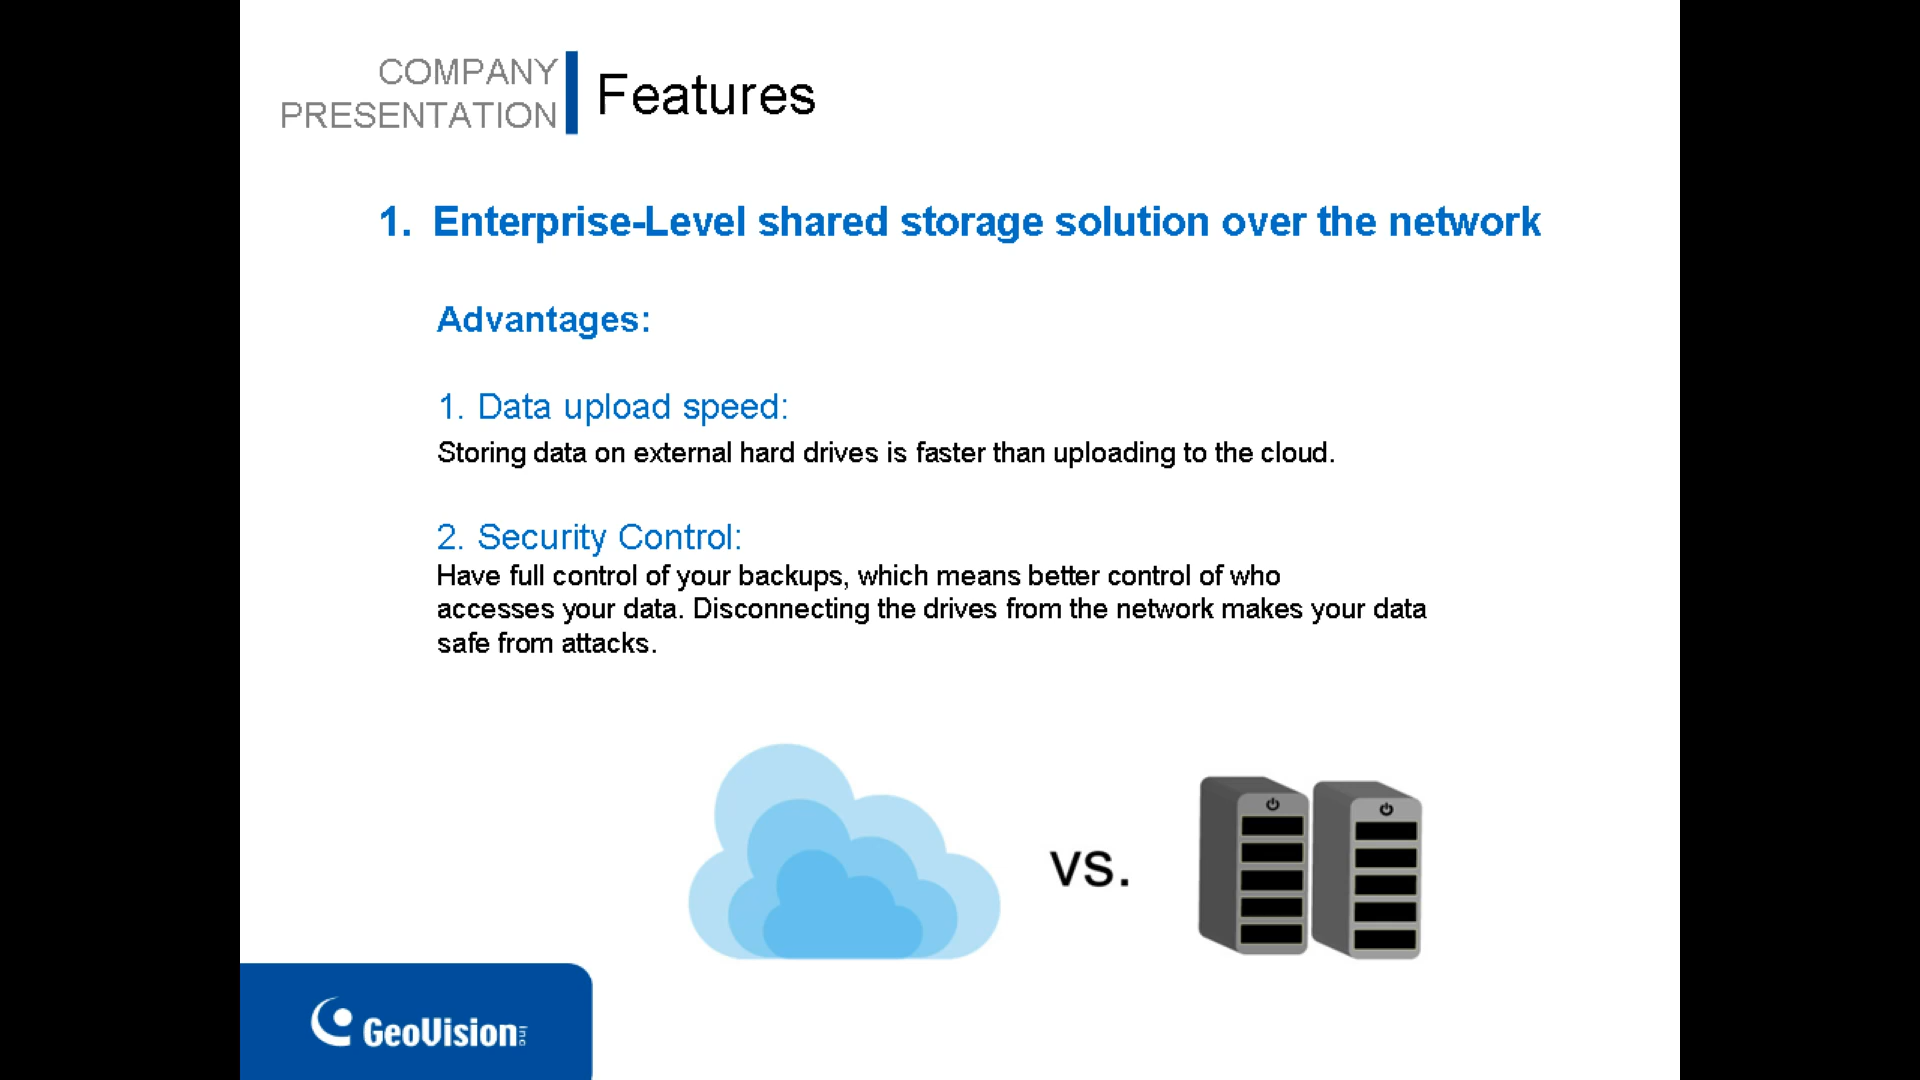 COMPANY
PRESENTATION
Features
1. Enterprise-Level shared storage solution over the network
Advantages:
1. Data upload speed:
Storing data on external hard drives is faster than uploading to the cloud.
2. Security Control:
Have full control of your backups, which means better control of who
accesses your data. Disconnecting the drives from the network makes your data
safe from attacks.
vs.
GeoVision Inc